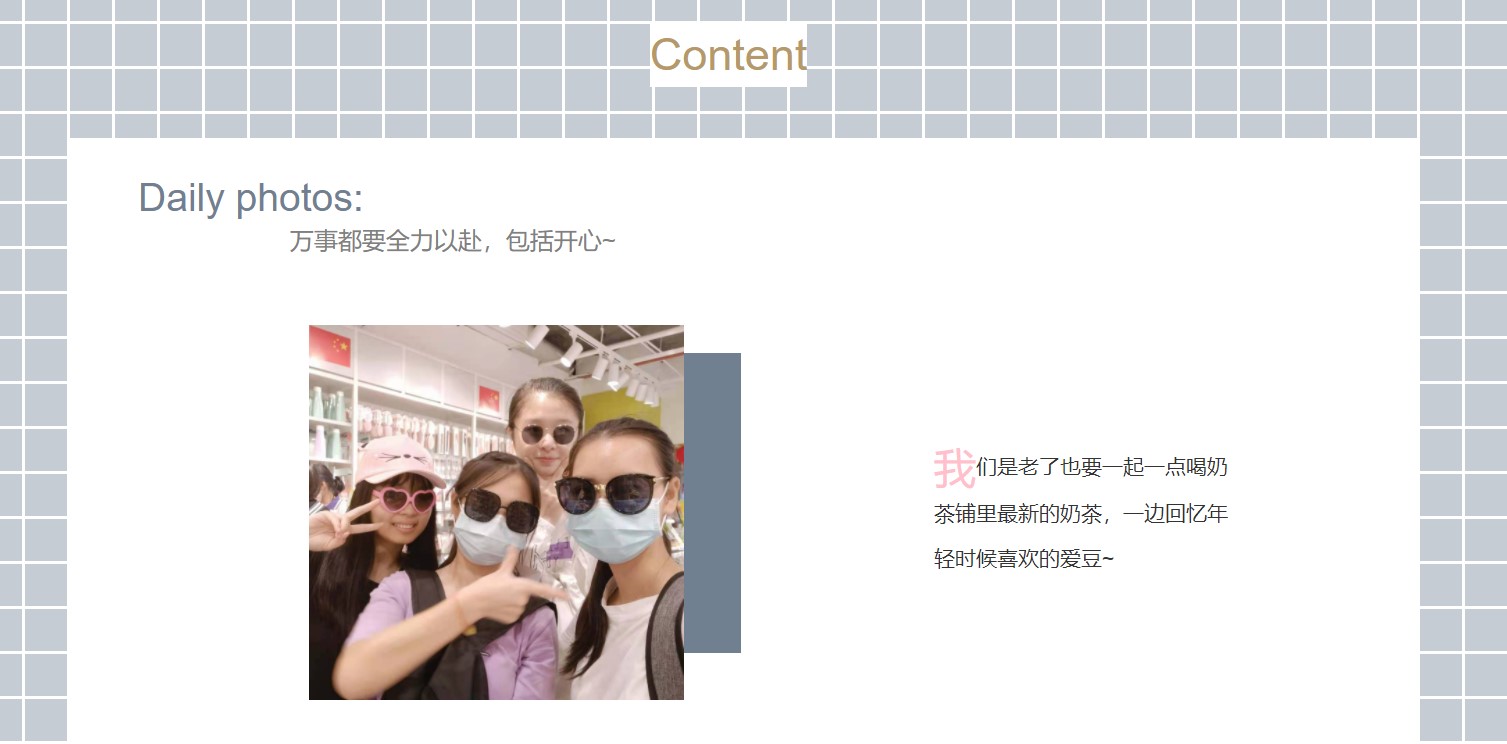 Content
Daily photos:
万事都要全力以赴，包括开心~
我们是老了也要一起一点喝奶
茶铺里最新的奶茶，一边回忆年
轻时候喜欢的爱豆~